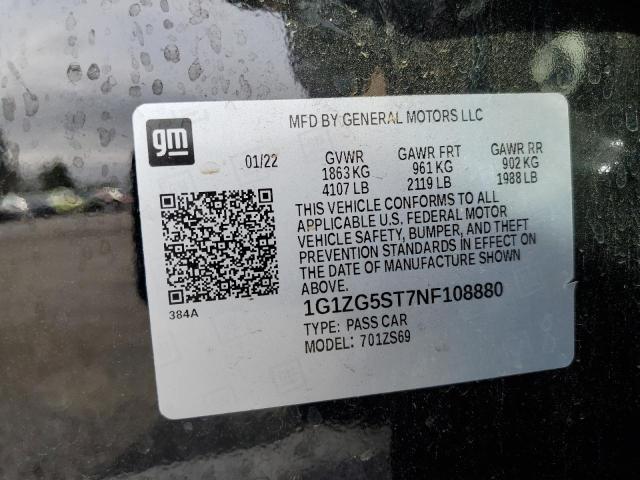 gm
MFD BY GENERAL MOTORS LLC
01/22 GVWR GAWR FRT GAWR RR
1863 KG 961 KG 902 KG
4107 LB 2119 LB 1988 LB
THIS VEHICLE CONFORMS TO ALL
APPLICABLE U.S. FEDERAL MOTOR
VEHICLE SAFETY, BUMPER, AND THEFT
PREVENTION STANDARDS IN EFFECT ON
THE DATE OF MANUFACTURE SHOWN
ABOVE.
384A
1G1ZG5ST7NF108880
TYPE: PASS CAR
MODEL: 701ZS69